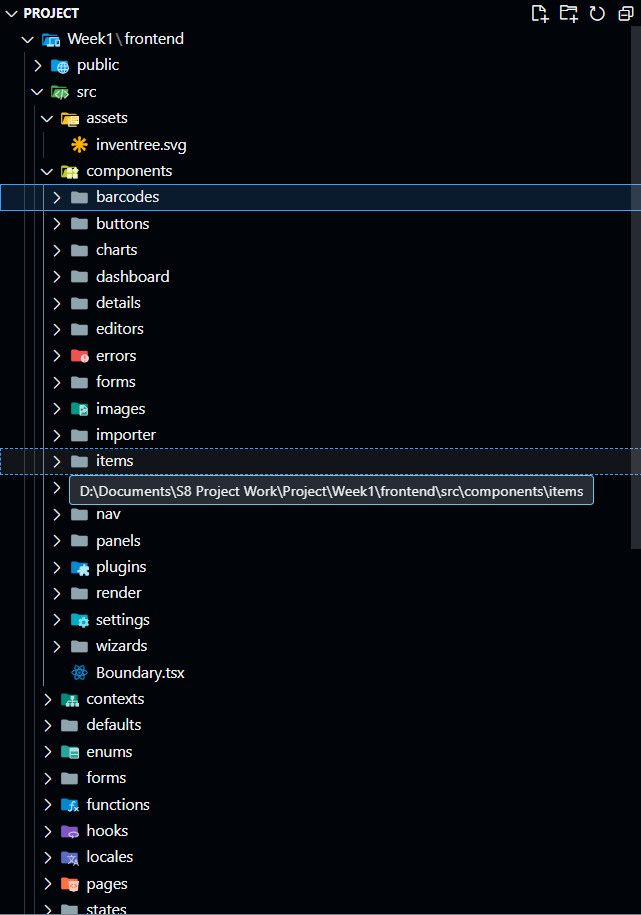 PROJECT
Week1\frontend
public
src
assets
inventree.svg
components
barcodes
buttons
charts
dashboard
details
editors
errors
forms
images
importer
items
D:\Documents\S8 Project Work\Project\Week1\frontend\src\components\items
nav
panels
plugins
render
settings
wizards
Boundary.tsx
contexts
defaults
enums
forms
functions
hooks
locales
pages
states